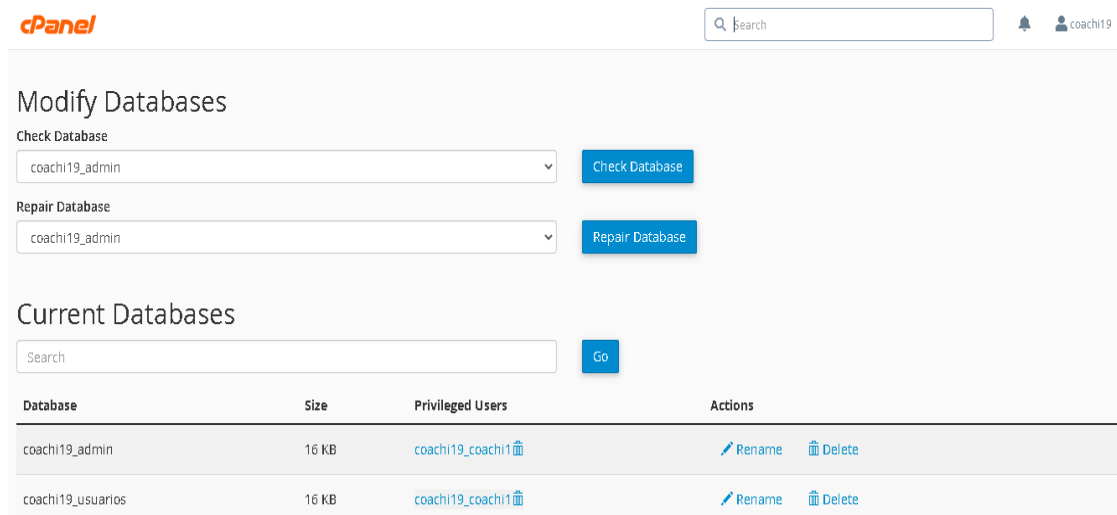 cPanel
Search
coachi19
Modify Databases
Check Database
coachi19_admin
Check Database
Repair Database
coachi19_admin
Repair Database
Current Databases
Search
Go
Database Size Privileged Users Actions
coachi19_admin 16 KB coachi19_coachi1 Rename Delete
coachi19_usuarios 16 KB coachi19_coachi1 Rename Delete